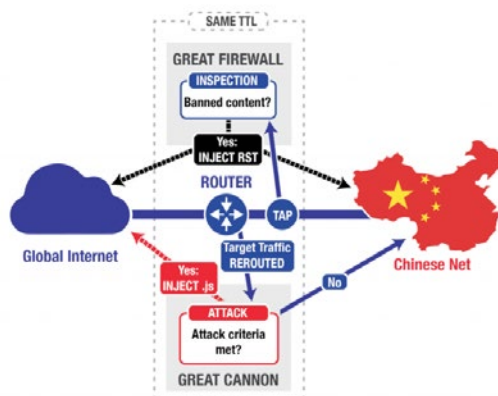 SAME TTL
GREAT FIREWALL
INSPECTION
Banned content?
Yes:
INJECT RST
ROUTER
TAP
Global Internet
Chinese Net
Target Traffic
REROUTED
Yes:
INJECT .js
No
ATTACK
Attack criteria
met?
GREAT CANNON